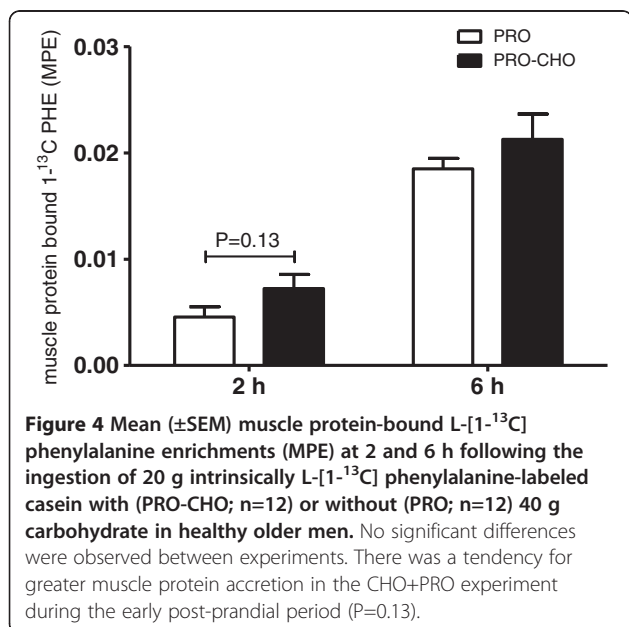 PRO
PRO-CHO
muscle protein bound 1-¹³C PHE (MPE)
0.03
0.02
0.01
0.00
P=0.13
2 h
6 h
Figure 4 Mean (±SEM) muscle protein-bound L-[1-¹³C]
phenylalanine enrichments (MPE) at 2 and 6 h following the
ingestion of 20 g intrinsically L-[1-¹³C] phenylalanine-labeled
casein with (PRO-CHO; n=12) or without (PRO; n=12) 40 g
carbohydrate in healthy older men. No significant differences
were observed between experiments. There was a tendency for
greater muscle protein accretion in the CHO+PRO experiment
during the early post-prandial period (P=0.13).